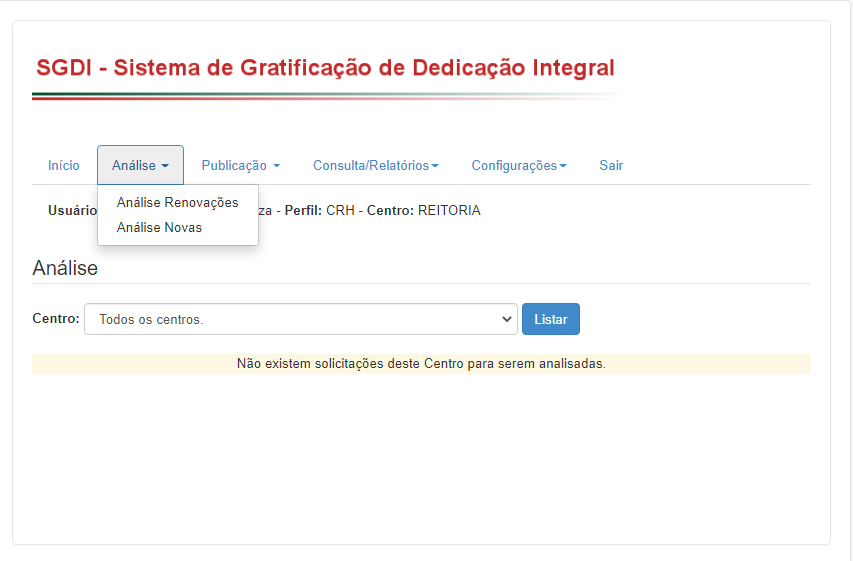 SGDI - Sistema de Gratificação de Dedicação Integral
Início Análise Publicação Consulta/Relatórios Configurações Sair
Análise Renovações
Análise Novas
Usuário za - Perfil: CRH - Centro: REITORIA
Análise
Centro: Todos os centros. Listar
Não existem solicitações deste Centro para serem analisadas.